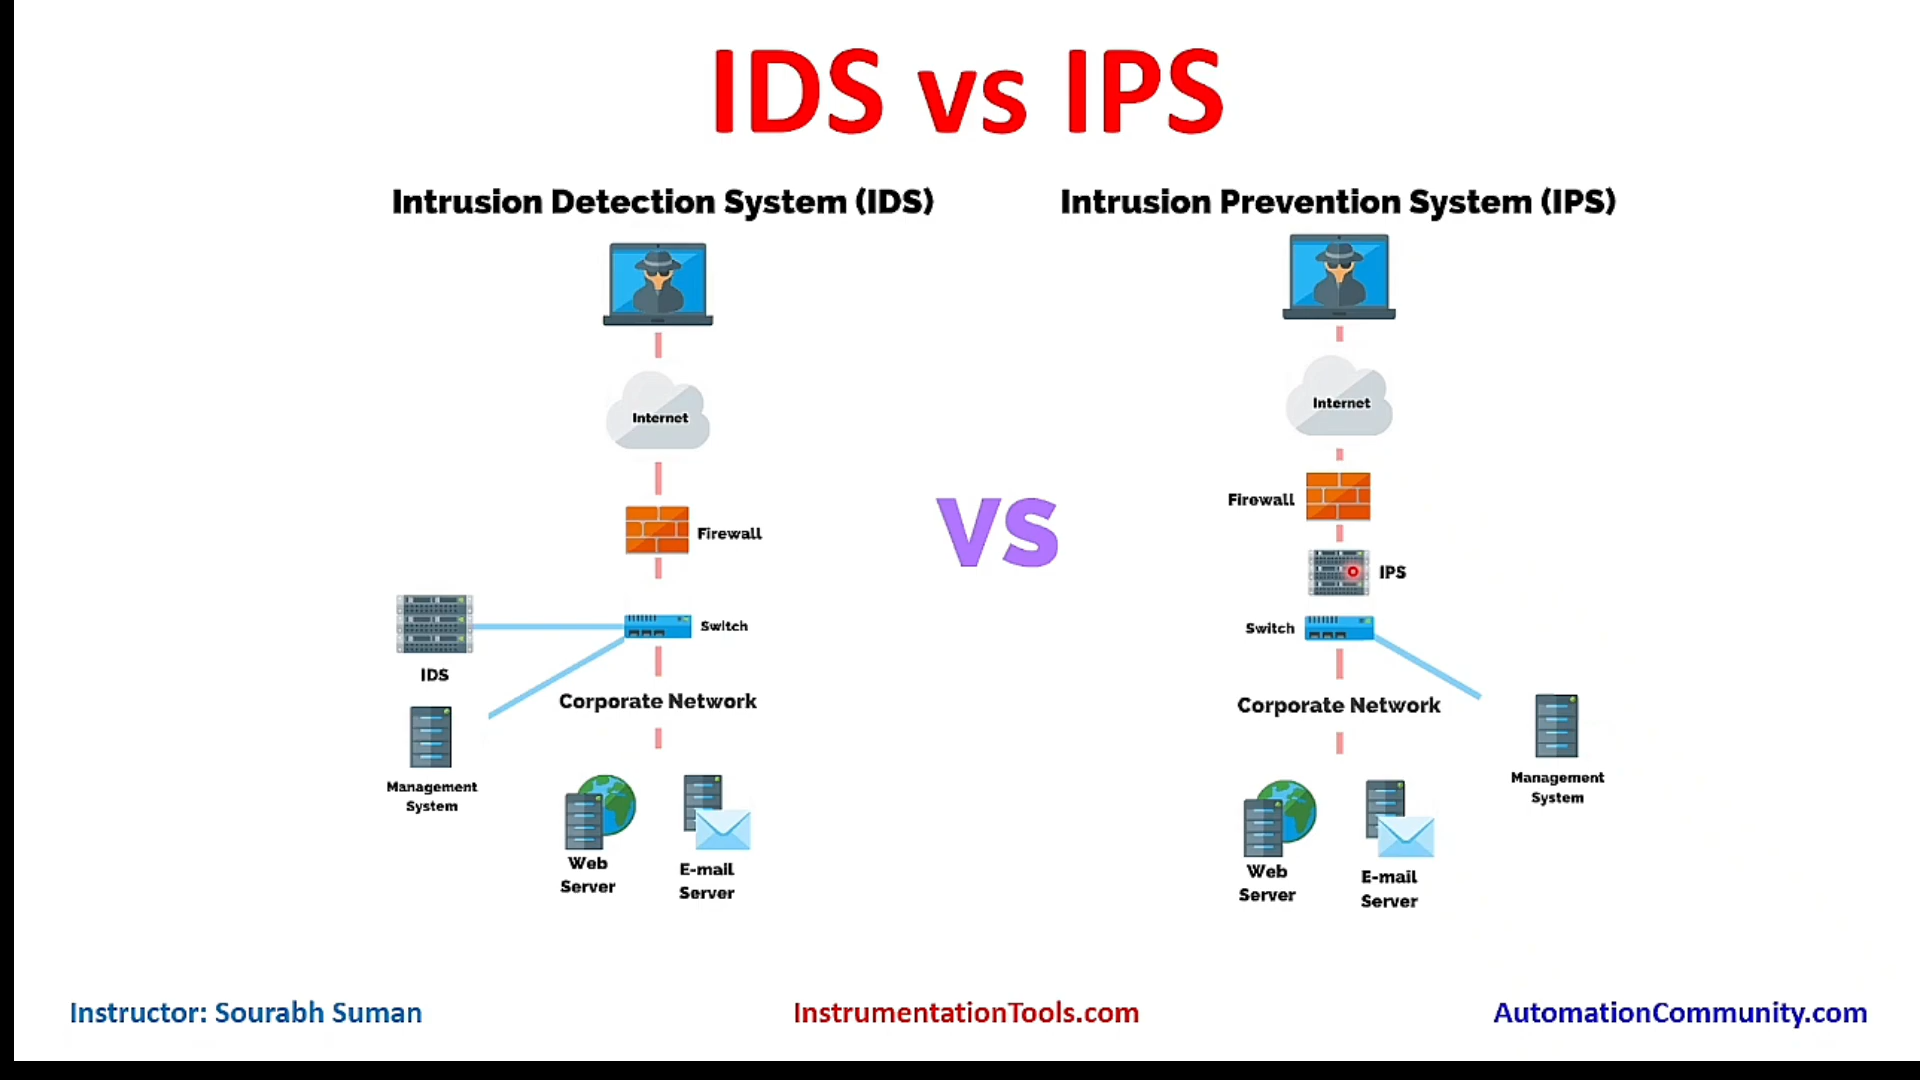 IDS vs IPS
Intrusion Detection System (IDS)
Internet
Firewall
Switch
IDS
Corporate Network
Management
System
Web
Server
E-mail
Server
VS
Intrusion Prevention System (IPS)
Internet
Firewall
IPS
Switch
Corporate Network
Management
System
Web
Server
E-mail
Server
Instructor: Sourabh Suman
InstrumentationTools.com
AutomationCommunity.com